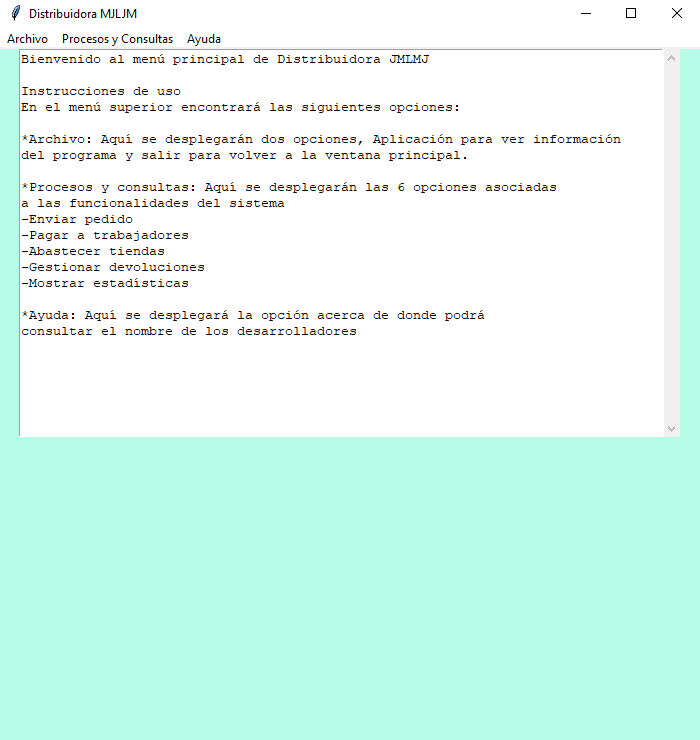 Distribuidora MJLJM
Archivo Procesos y Consultas Ayuda
Bienvenido al menú principal de Distribuidora JMLMJ
Instrucciones de uso
En el menú superior encontrará las siguientes opciones:
*Archivo: Aquí se desplegarán dos opciones, Aplicación para ver información
del programa y salir para volver a la ventana principal.
*Procesos y consultas: Aquí se desplegarán las 6 opciones asociadas
a las funcionalidades del sistema
-Enviar pedido
-Pagar a trabajadores
-Abastecer tiendas
-Gestionar devoluciones
-Mostrar estadísticas
*Ayuda: Aquí se desplegará la opción acerca de donde podrá
consultar el nombre de los desarrolladores